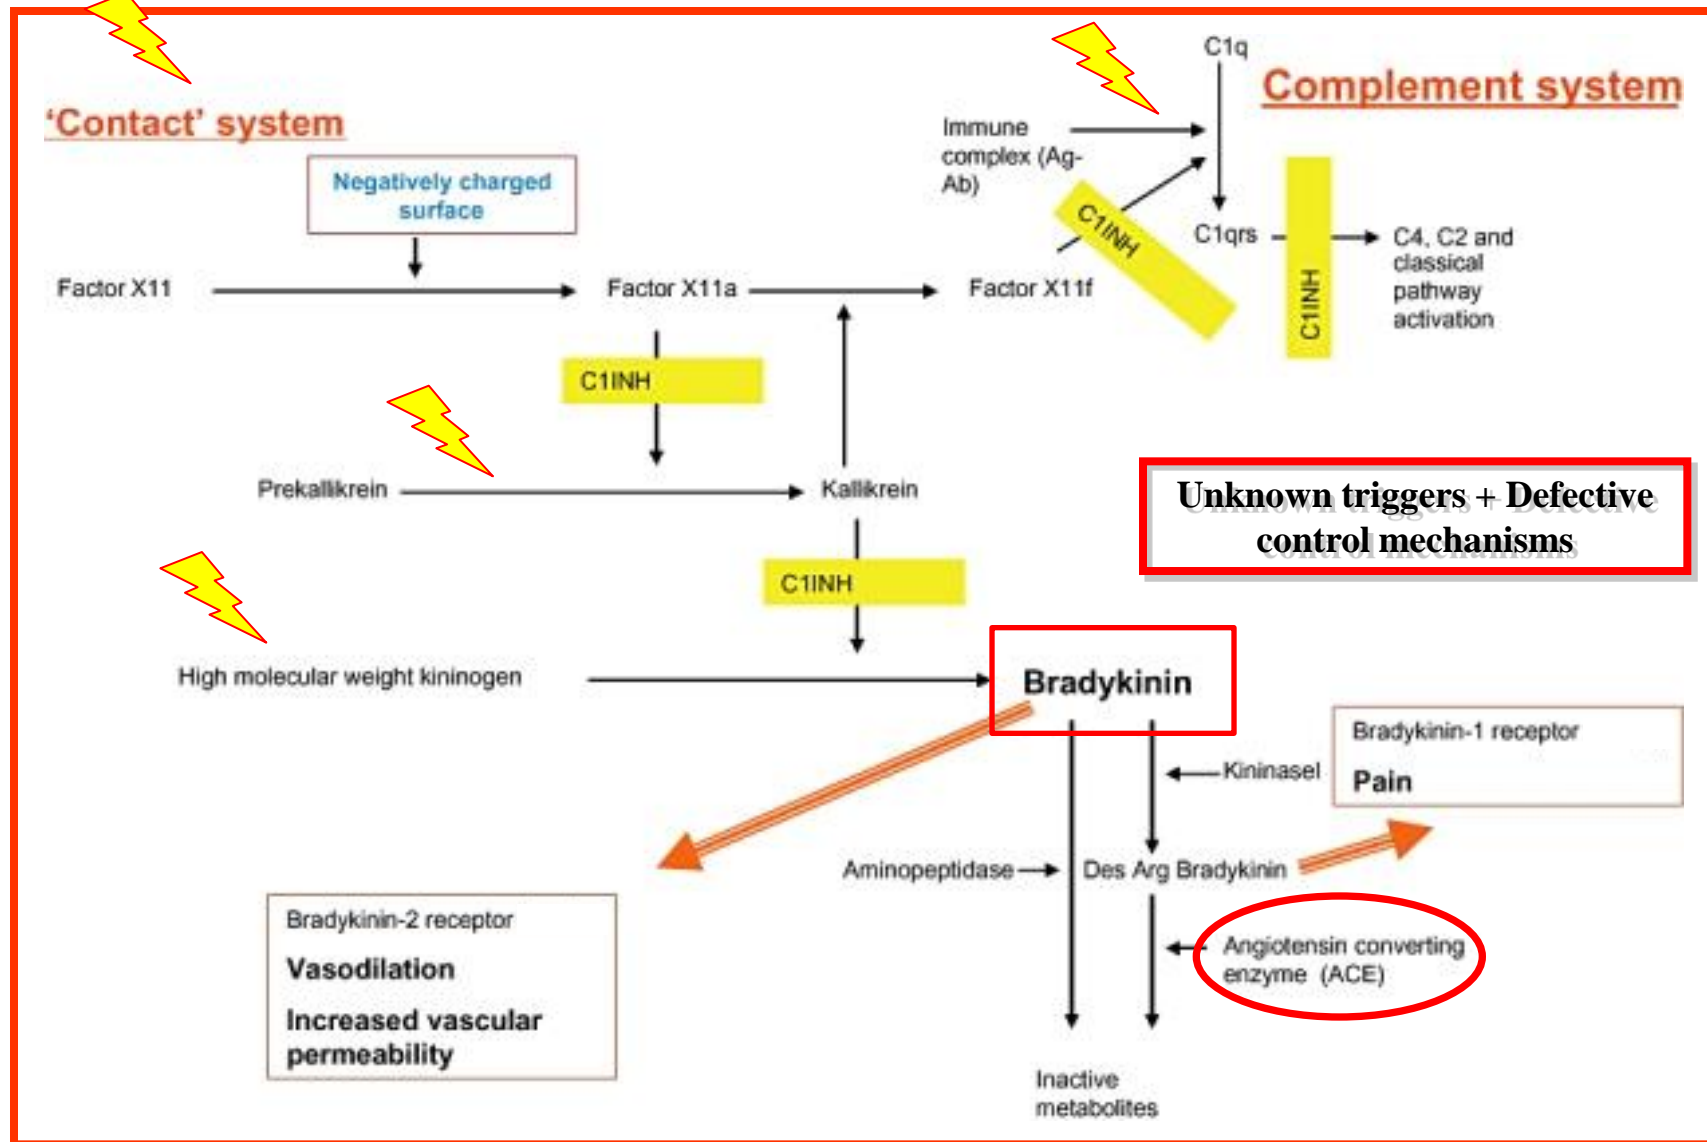 'Contact' system
Complement system
C1q
Immune
complex (Ag-
Ab)
Negatively charged
surface
C1INH
C1qrs
C1INH
C4, C2 and
classical
pathway
activation
Factor X11
Factor X11a
Factor X11f
C1INH
Prekallikrein
Kallikrein
Unknown triggers + Defective
control mechanisms
C1INH
High molecular weight kininogen
Bradykinin
Bradykinin-1 receptor
Pain
Kininasel
Aminopeptidase
Des Arg Bradykinin
Bradykinin-2 receptor
Vasodilation
Increased vascular
permeability
Angiotensin converting
enzyme (ACE)
Inactive
metabolites